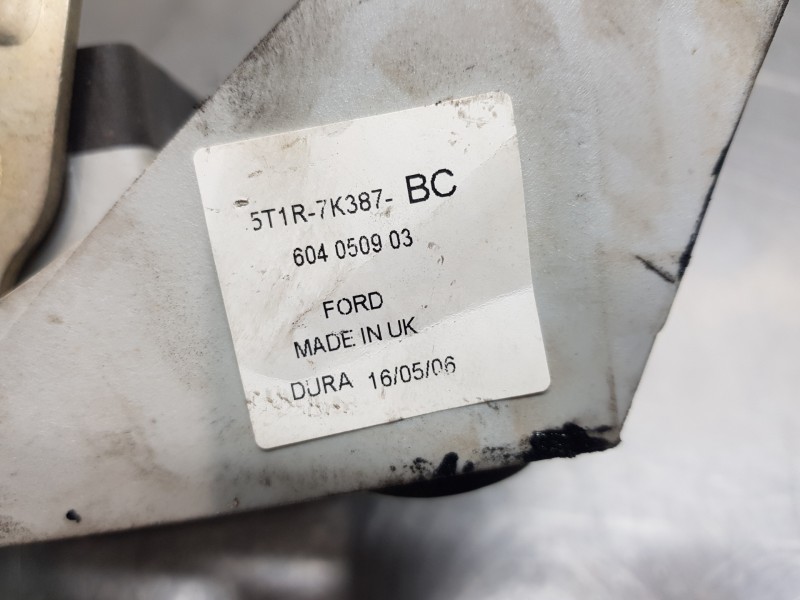 5T1R-7K387- BC
604 0509 03
FORD
MADE IN UK
DURA 16/05/06